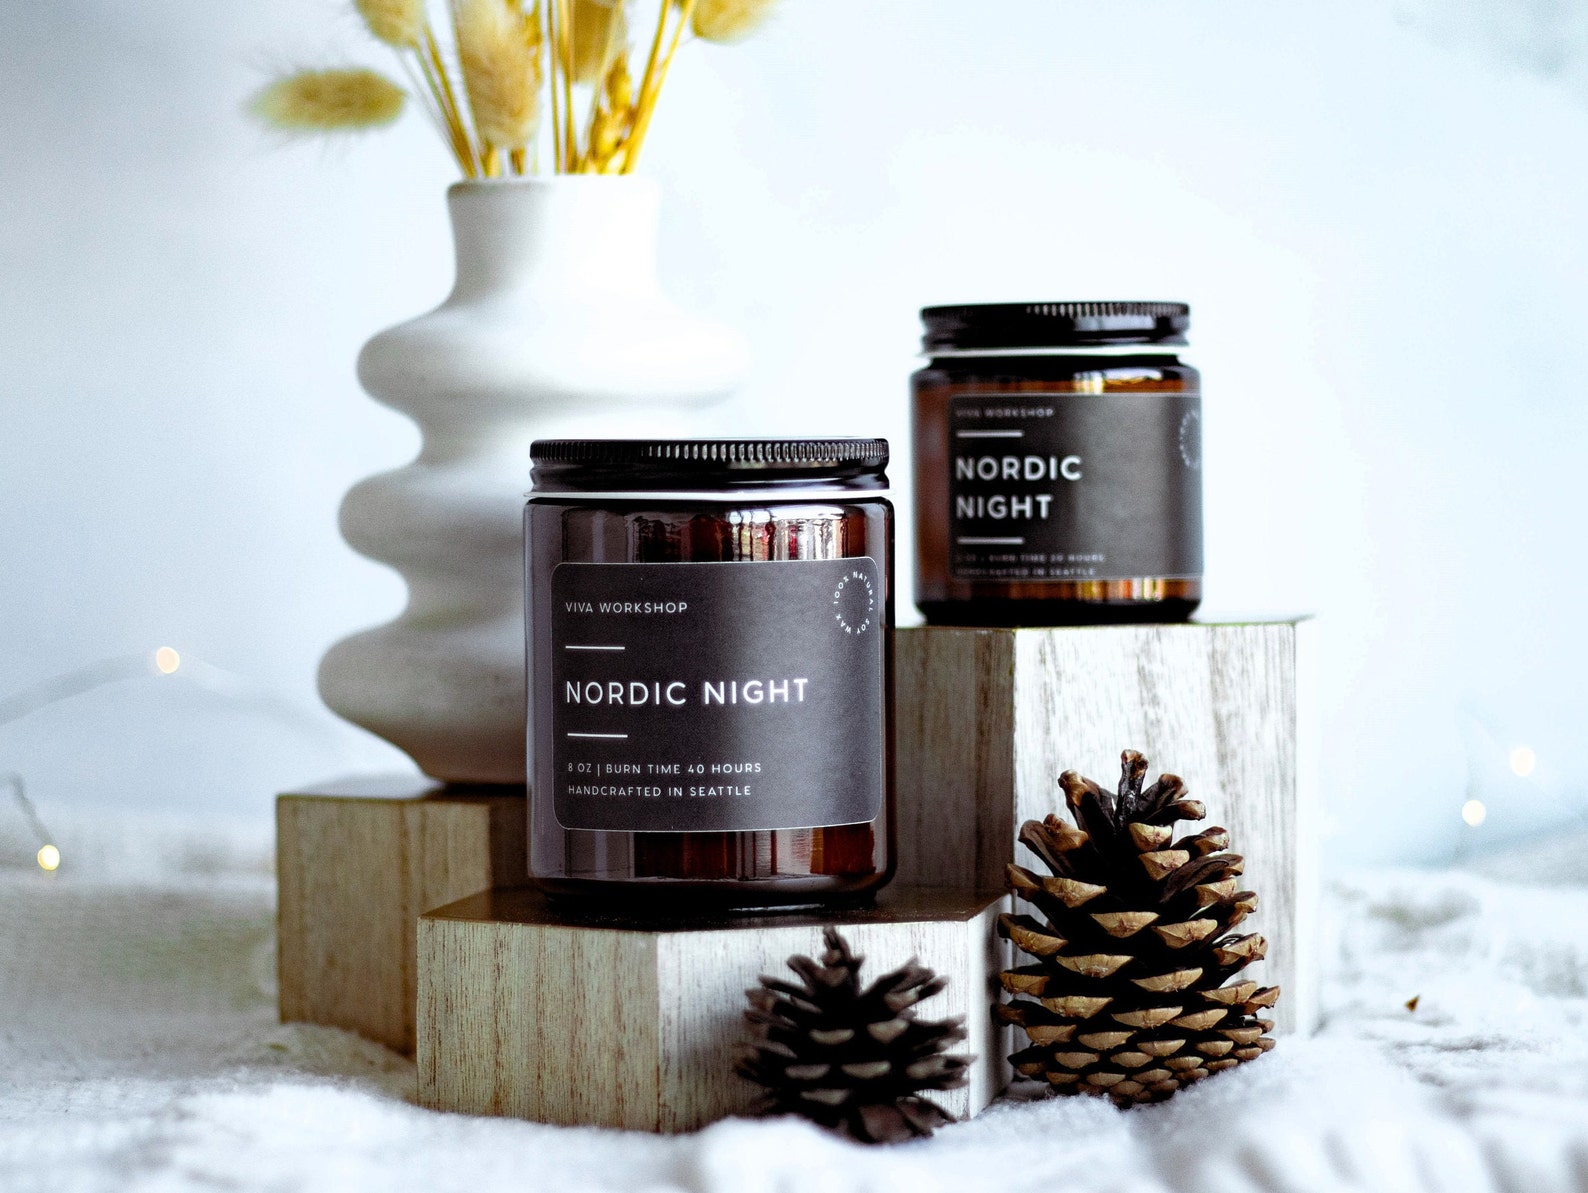 VIVA WORKSHOP
100% NATURAL SOY WAX
NORDIC NIGHT
8 OZ | BURN TIME 40 HOURS
HANDCRAFTED IN SEATTLE
VIVA WORKSHOP
NORDIC
NIGHT
OZ | BURN TIME 20 HOURS
HANDCRAFTED IN SEATTLE